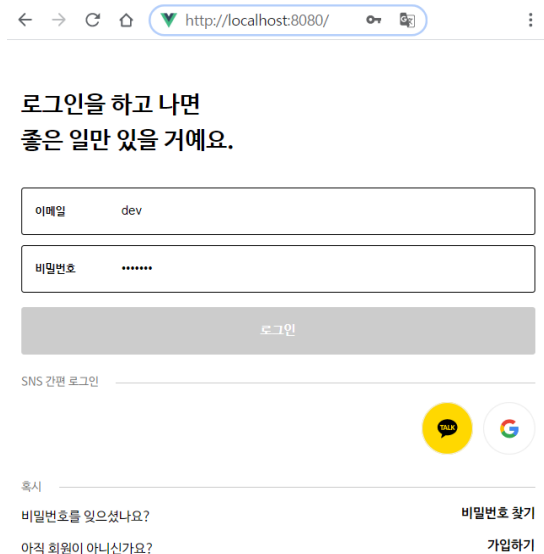 http://localhost:8080/
로그인을 하고 나면
좋은 일만 있을 거예요.
이메일 dev
비밀번호 •••••••
로그인
SNS 간편 로그인
TALK
G
혹시
비밀번호를 잊으셨나요? 비밀번호 찾기
아직 회원이 아니신가요? 가입하기